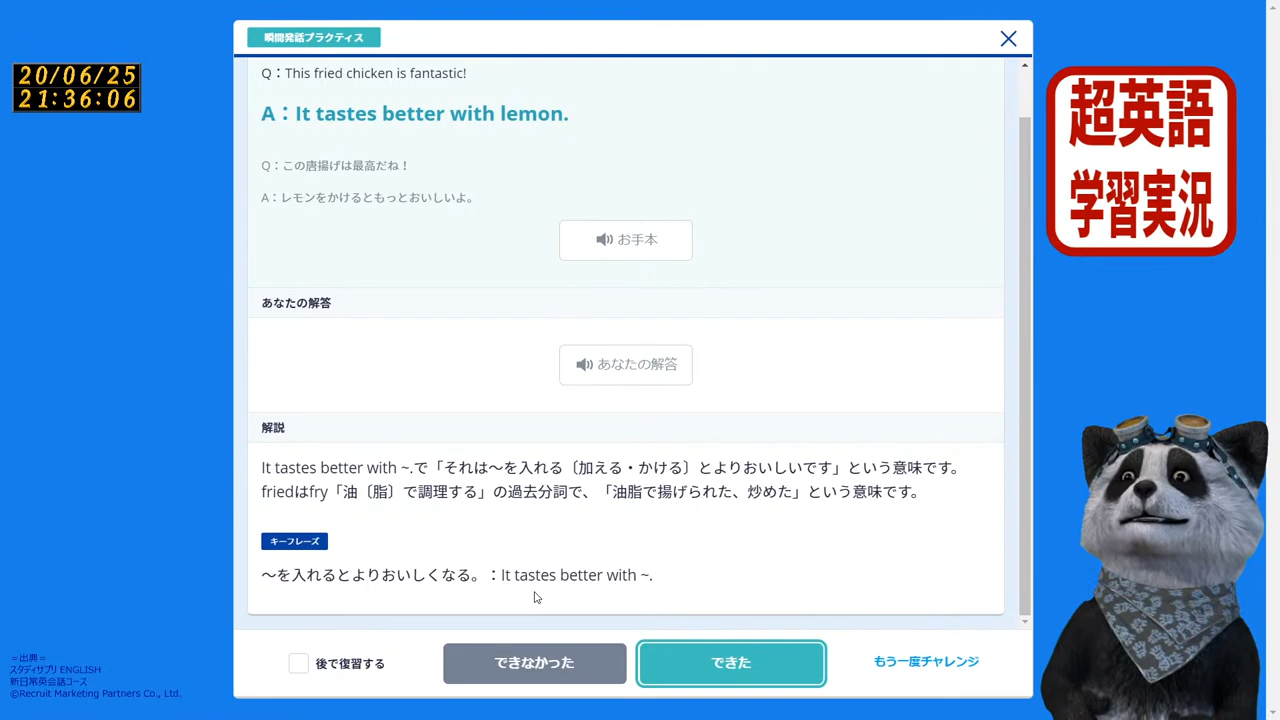 瞬間発話プラクティス
20/06/25
21:36:06
Q：This fried chicken is fantastic!
A：It tastes better with lemon.
Q：この唐揚げは最高だね！
A：レモンをかけるともっとおいしいよ。
お手本
超英語
学習実況
あなたの解答
あなたの解答
解説
It tastes better with ~.で「それは～を入れる〔加える・かける〕とよりおいしいです」という意味です。
friedはfry「油〔脂〕で調理する」の過去分詞で、「油脂で揚げられた、炒めた」という意味です。
キーフレーズ
～を入れるとよりおいしくなる。：It tastes better with ~.
後で復習する
できなかった
できた
もう一度チャレンジ
＝出典＝
スタディサプリ ENGLISH
新日常英会話コース
©Recruit Marketing Partners Co., Ltd.